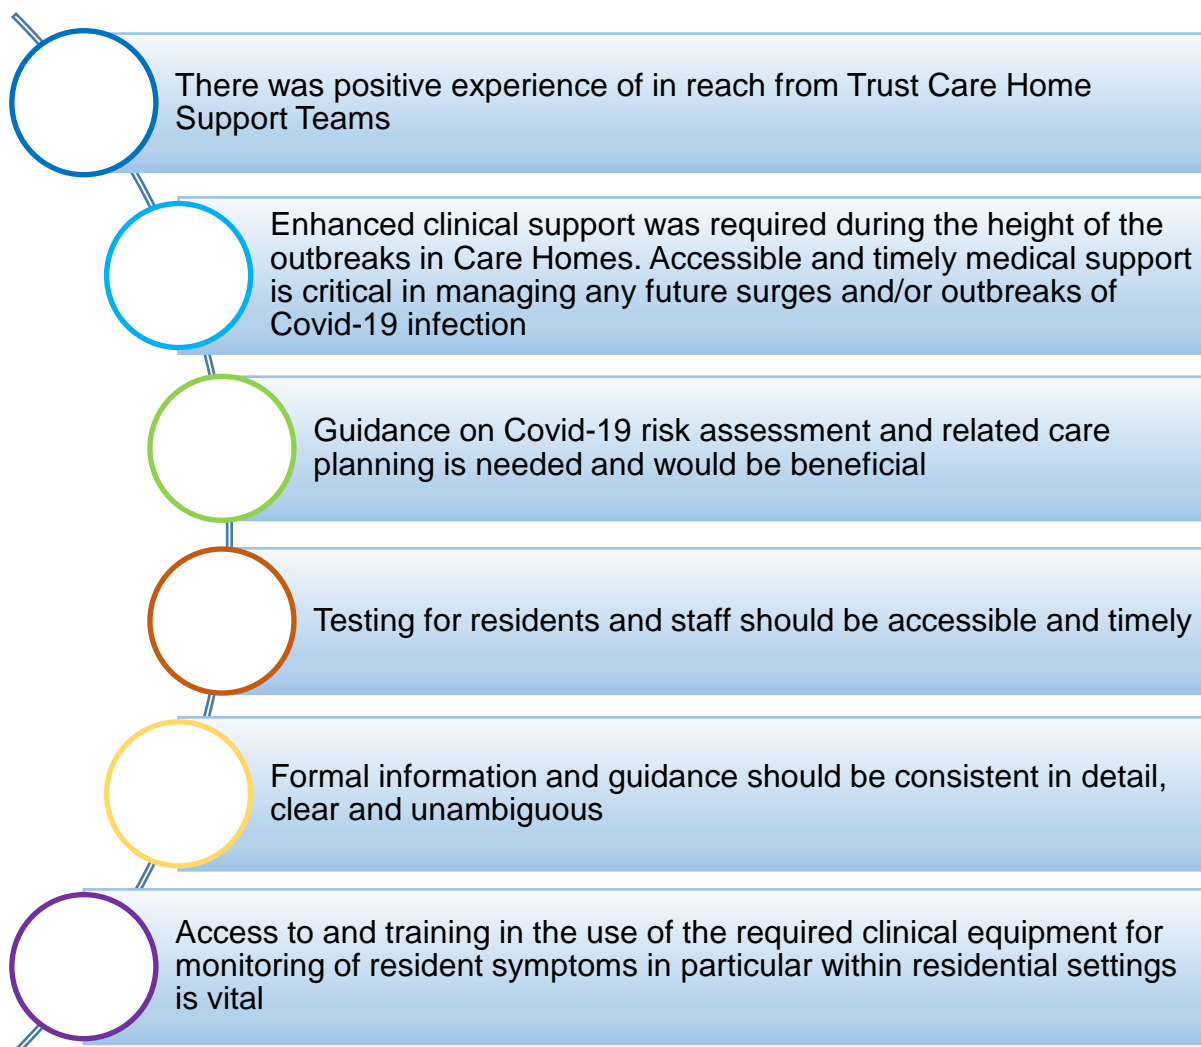 There was positive experience of in reach from Trust Care Home
Support Teams
Enhanced clinical support was required during the height of the
outbreaks in Care Homes. Accessible and timely medical support
is critical in managing any future surges and/or outbreaks of
Covid-19 infection
Guidance on Covid-19 risk assessment and related care
planning is needed and would be beneficial
Testing for residents and staff should be accessible and timely
Formal information and guidance should be consistent in detail,
clear and unambiguous
Access to and training in the use of the required clinical equipment for
monitoring of resident symptoms in particular within residential settings
is vital